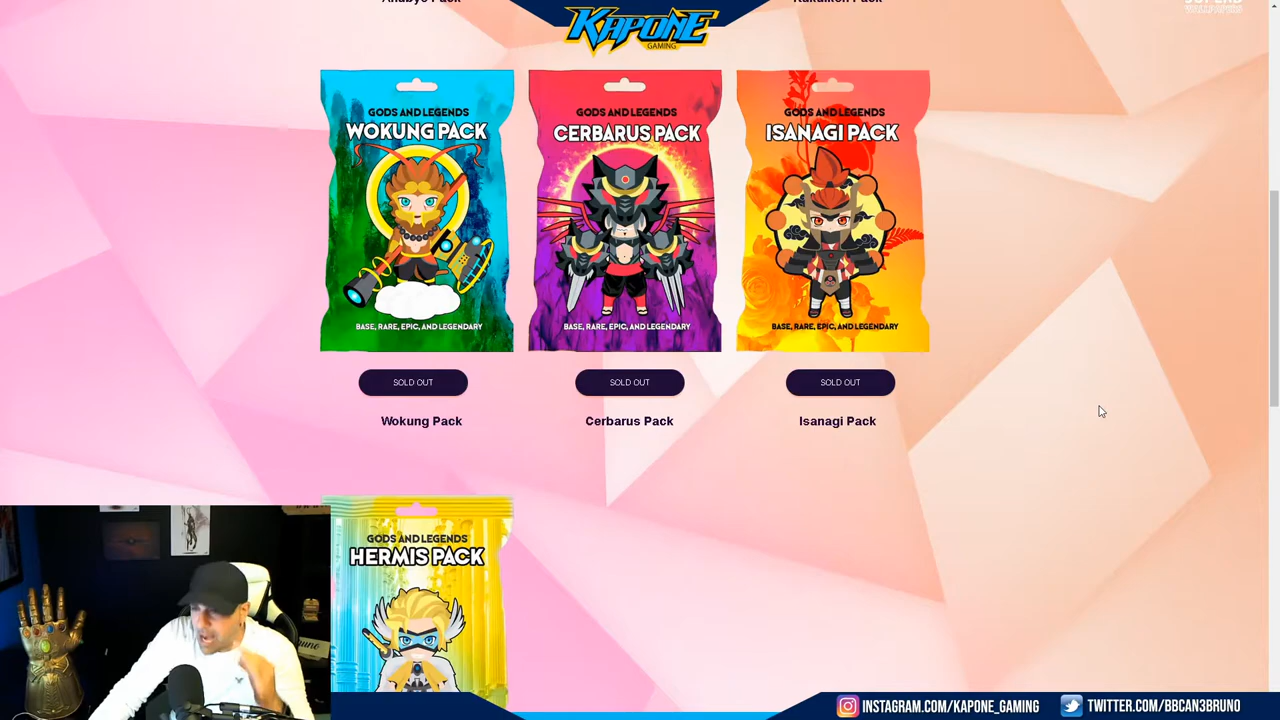 KAPONE
GAMING
GODS AND LEGENDS
WOKUNG PACK
BASE, RARE, EPIC, AND LEGENDARY
GODS AND LEGENDS
CERBARUS PACK
BASE, RARE, EPIC, AND LEGENDARY
GODS AND LEGENDS
ISANAGI PACK
BASE, RARE, EPIC, AND LEGENDARY
SOLD OUT
SOLD OUT
SOLD OUT
Wokung Pack
Cerbarus Pack
Isanagi Pack
GODS AND LEGENDS
HERMIS PACK
INSTAGRAM.COM/KAPONE_GAMING
TWITTER.COM/BBCAN3BRUNO